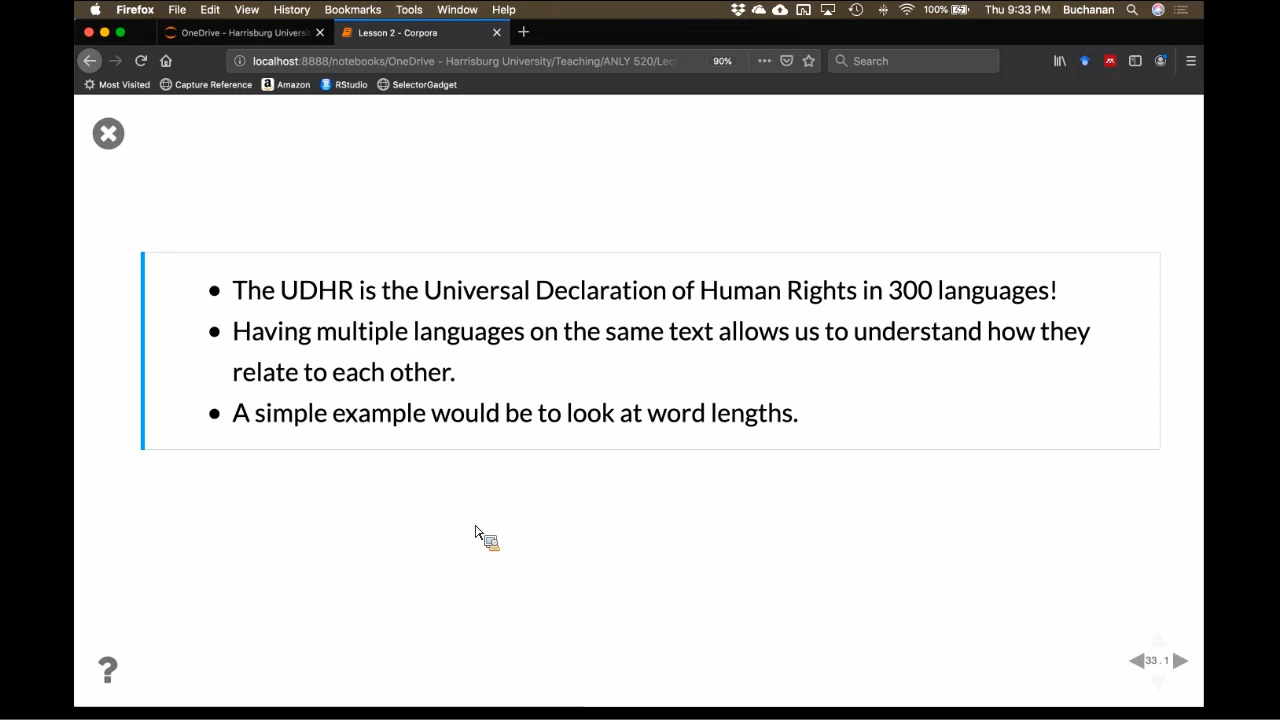 Firefox File Edit View History Bookmarks Tools Window Help 100% Thu 9:33 PM Buchanan
OneDrive - Harrisburg Universi Lesson 2 - Corpora
localhost:8888/notebooks/OneDrive - Harrisburg University/Teaching/ANLY 520/Lec 90% Search
Most Visited Capture Reference Amazon RStudio SelectorGadget
• The UDHR is the Universal Declaration of Human Rights in 300 languages!
• Having multiple languages on the same text allows us to understand how they
relate to each other.
• A simple example would be to look at word lengths.
?
33.1